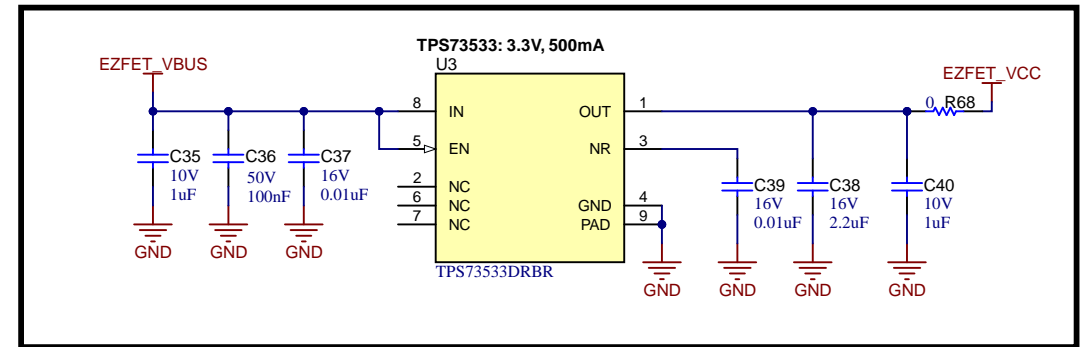 TPS73533: 3.3V, 500mA
U3
EZFET_VBUS
EZFET_VCC
8 IN
OUT 1
0 R68
5 EN
NR 3
C35
10V
1uF
C36
50V
100nF
C37
16V
0.01uF
2 NC
6 NC
7 NC
GND 4
PAD 9
C39
16V
0.01uF
C38
16V
2.2uF
C40
10V
1uF
GND
GND
GND
TPS73533DRBR
GND
GND
GND
GND